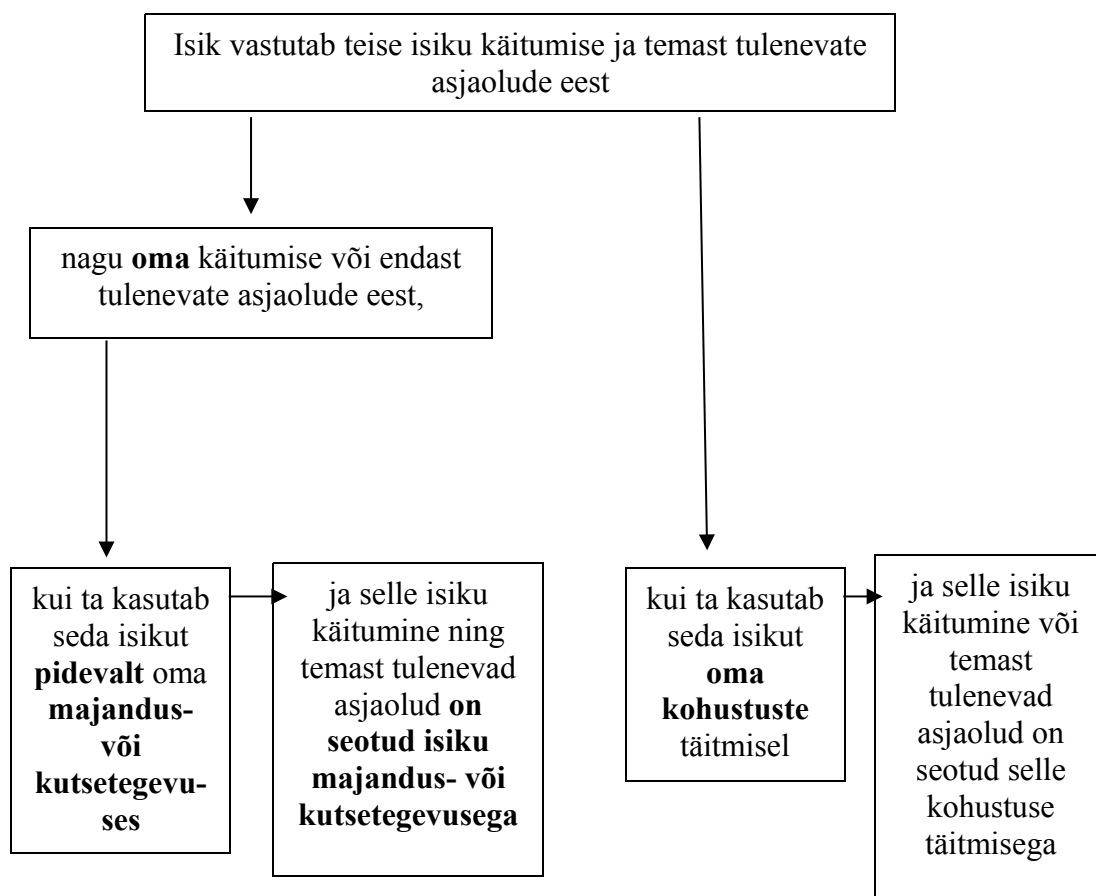 Isik vastutab teise isiku käitumise ja temast tulenevate
asjaolude eest
nagu oma käitumise või endast
tulenevate asjaolude eest,
kui ta kasutab
seda isikut
pidevalt oma
majandus-
või
kutsetegevu-
ses
ja selle isiku
käitumine ning
temast tulenevad
asjaolud on
seotud isiku
majandus- või
kutsetegevusega
kui ta kasutab
seda isikut
oma
kohustuste
täitmisel
ja selle isiku
käitumine või
temast
tulenevad
asjaolud on
seotud selle
kohustuse
täitmisega